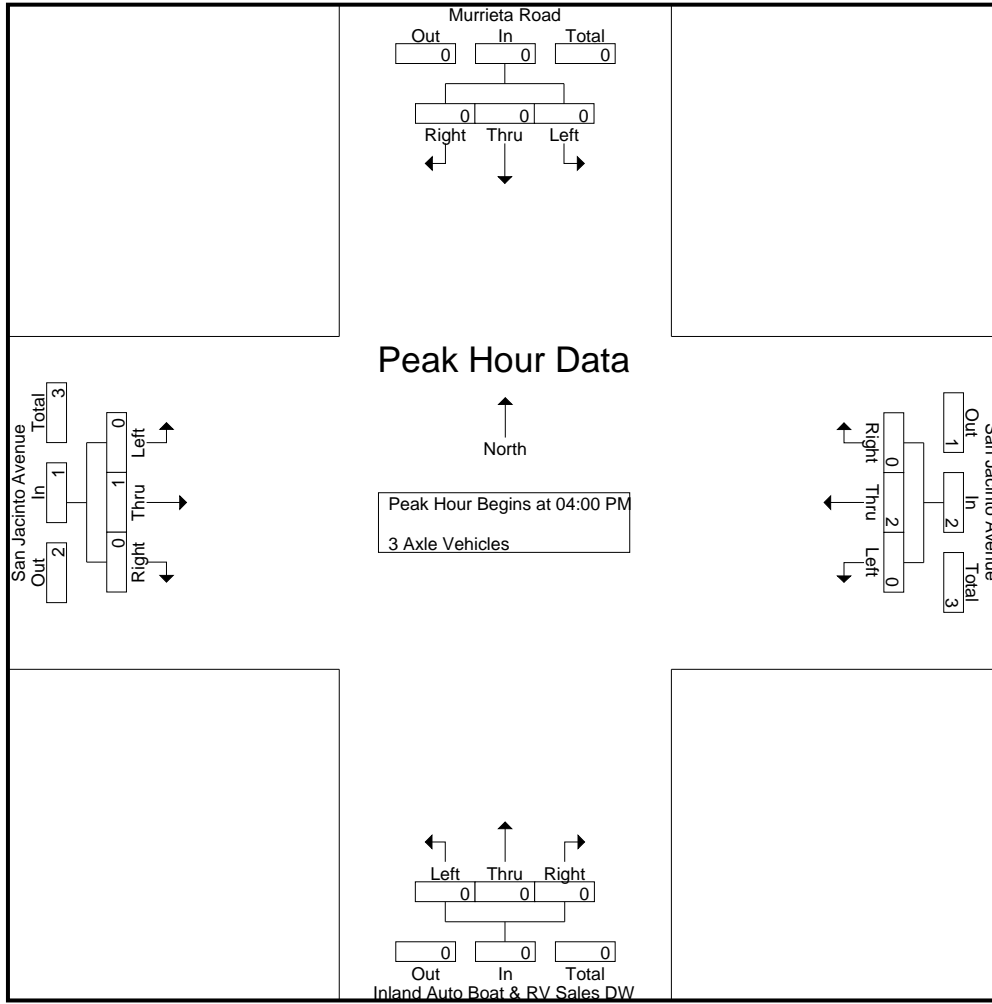 Murrieta Road
Out In Total
0 0 0
0 0 0
Right Thru Left
Peak Hour Data
North
Peak Hour Begins at 04:00 PM
3 Axle Vehicles
San Jacinto Avenue
Out In Total
2 1 3
Right Thru Left
0 1 0
San Jacinto Avenue
Out In Total
1 2 3
Right Thru Left
0 2 0
Left Thru Right
0 0 0
0 0 0
Out In Total
Inland Auto Boat & RV Sales DW